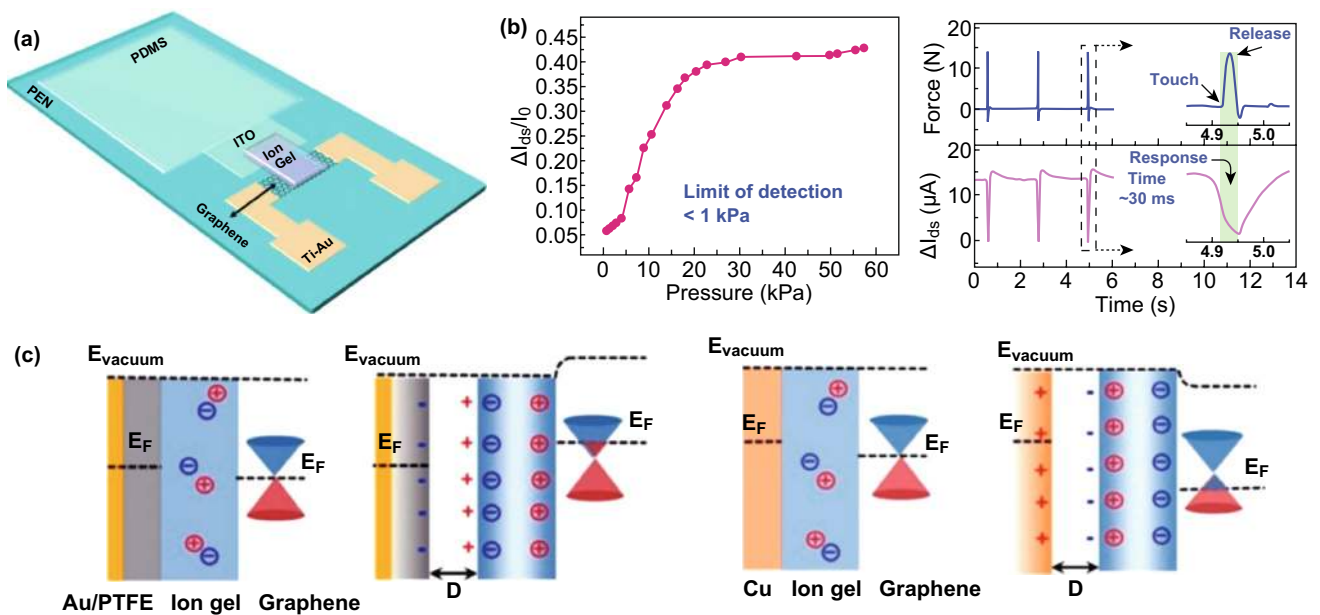 (a)
PDMS
PEN
ITO
Ion
Gel
Graphene
Ti-Au
(b)
ΔI_ds/I_0
0.45
0.40
0.35
0.30
0.25
0.20
0.15
0.10
0.05
Limit of detection
< 1 kPa
0 10 20 30 40 50 60
Pressure (kPa)
Force (N)
20
10
0
Touch
Release
4.9 5.0
ΔI_ds (μA)
20
10
0
Response
Time
~30 ms
4.9 5.0
0 2 4 6 8 10 12 14
Time (s)
(c)
E_vacuum
E_F
E_F
Au/PTFE Ion gel Graphene
- + ⊖ ⊕
E_F
E_F
D
E_vacuum
E_F
E_F
Cu Ion gel Graphene
E_vacuum
+ - ⊕ ⊖
E_F
E_F
D